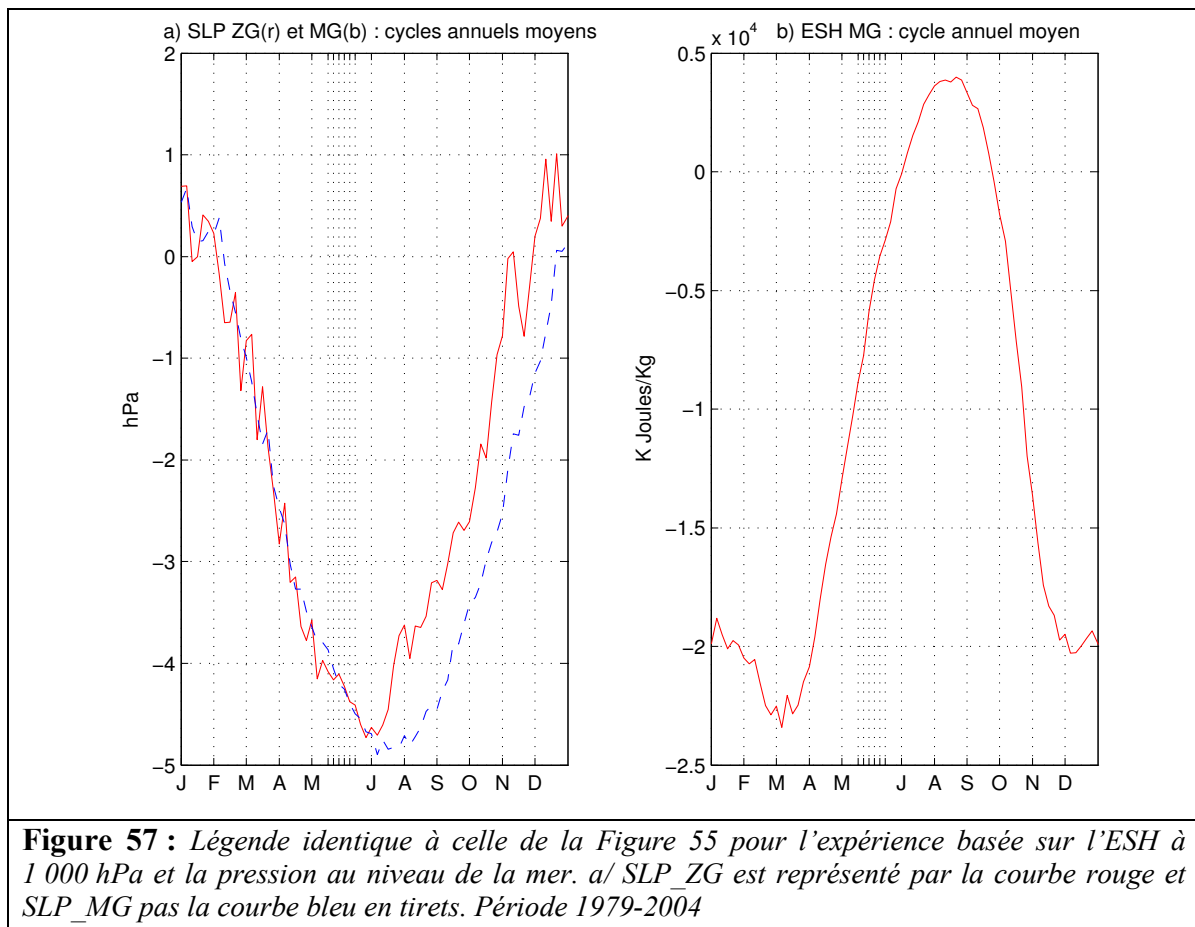 a) SLP ZG(r) et MG(b) : cycles annuels moyens
2
1
0
−1
−2
−3
−4
−5
hPa
J F M A M J A S O N D
b) ESH MG : cycle annuel moyen
x 10^4
0.5
0
−0.5
−1
−1.5
−2
−2.5
K Joules/Kg
J F M A M J A S O N D
Figure 57 : Légende identique à celle de la Figure 55 pour l'expérience basée sur l'ESH à
1 000 hPa et la pression au niveau de la mer. a/ SLP_ZG est représenté par la courbe rouge et
SLP_MG pas la courbe bleu en tirets. Période 1979-2004